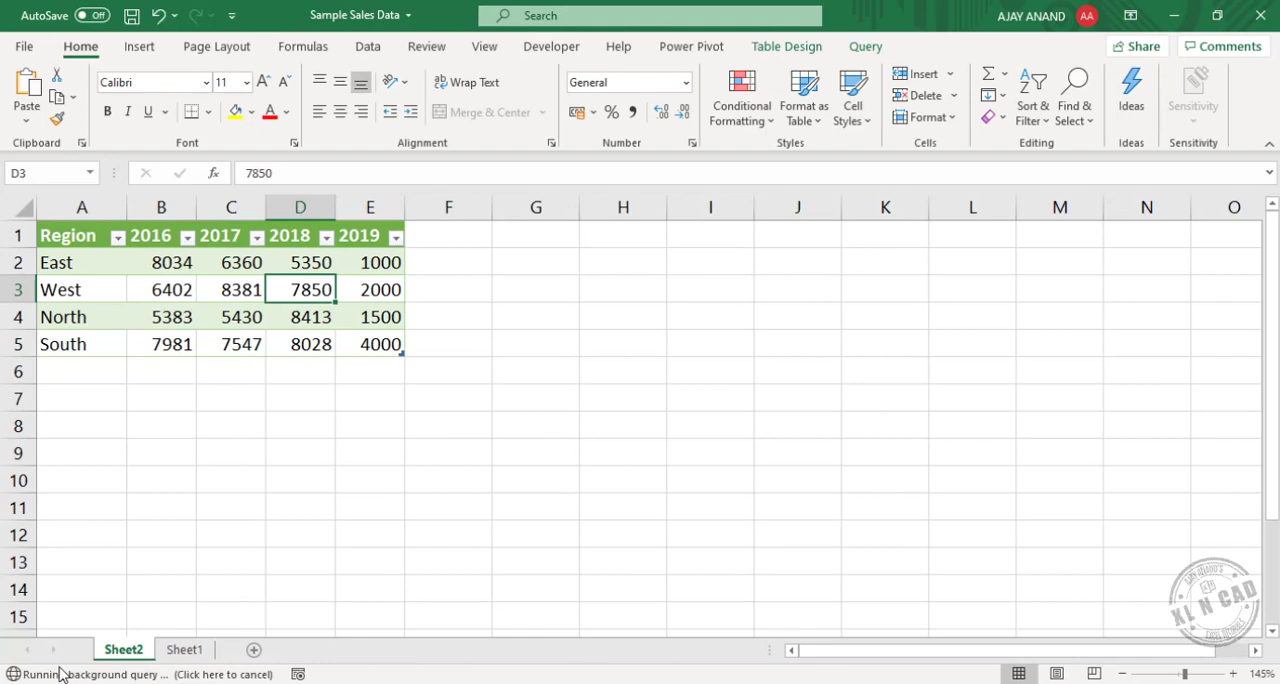 AutoSave Off Sample Sales Data Search AJAY ANAND AA
File Home Insert Page Layout Formulas Data Review View Developer Help Power Pivot Table Design Query Share Comments
Paste Calibri 11 Wrap Text General Conditional Formatting Format as Table Cell Styles Insert Sort & Filter Find & Select Ideas Sensitivity
B I U A Merge & Center % Delete
Format
Clipboard Font Alignment Number Styles Cells Editing Ideas Sensitivity
D3 fx 7850
A B C D E F G H I J K L M N O
1 Region 2016 2017 2018 2019
2 East 8034 6360 5350 1000
3 West 6402 8381 7850 2000
4 North 5383 5430 8413 1500
5 South 7981 7547 8028 4000
6
7
8
9
10
11
12
13
14
15
AJAY ANAND'S
XL N CAD
Sheet2 Sheet1
background query ... (Click here to cancel) 145%